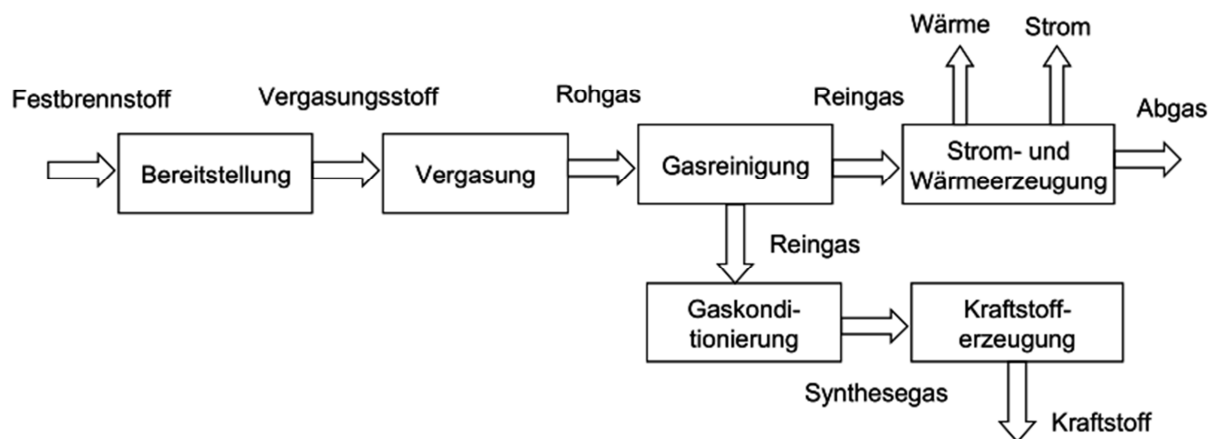 Wärme
Strom
Festbrennstoff
Vergasungsstoff
Rohgas
Reingas
Abgas
Bereitstellung
Vergasung
Gasreinigung
Strom- und
Wärmeerzeugung
Reingas
Gaskondi-
tionierung
Kraftstoff-
erzeugung
Synthesegas
Kraftstoff